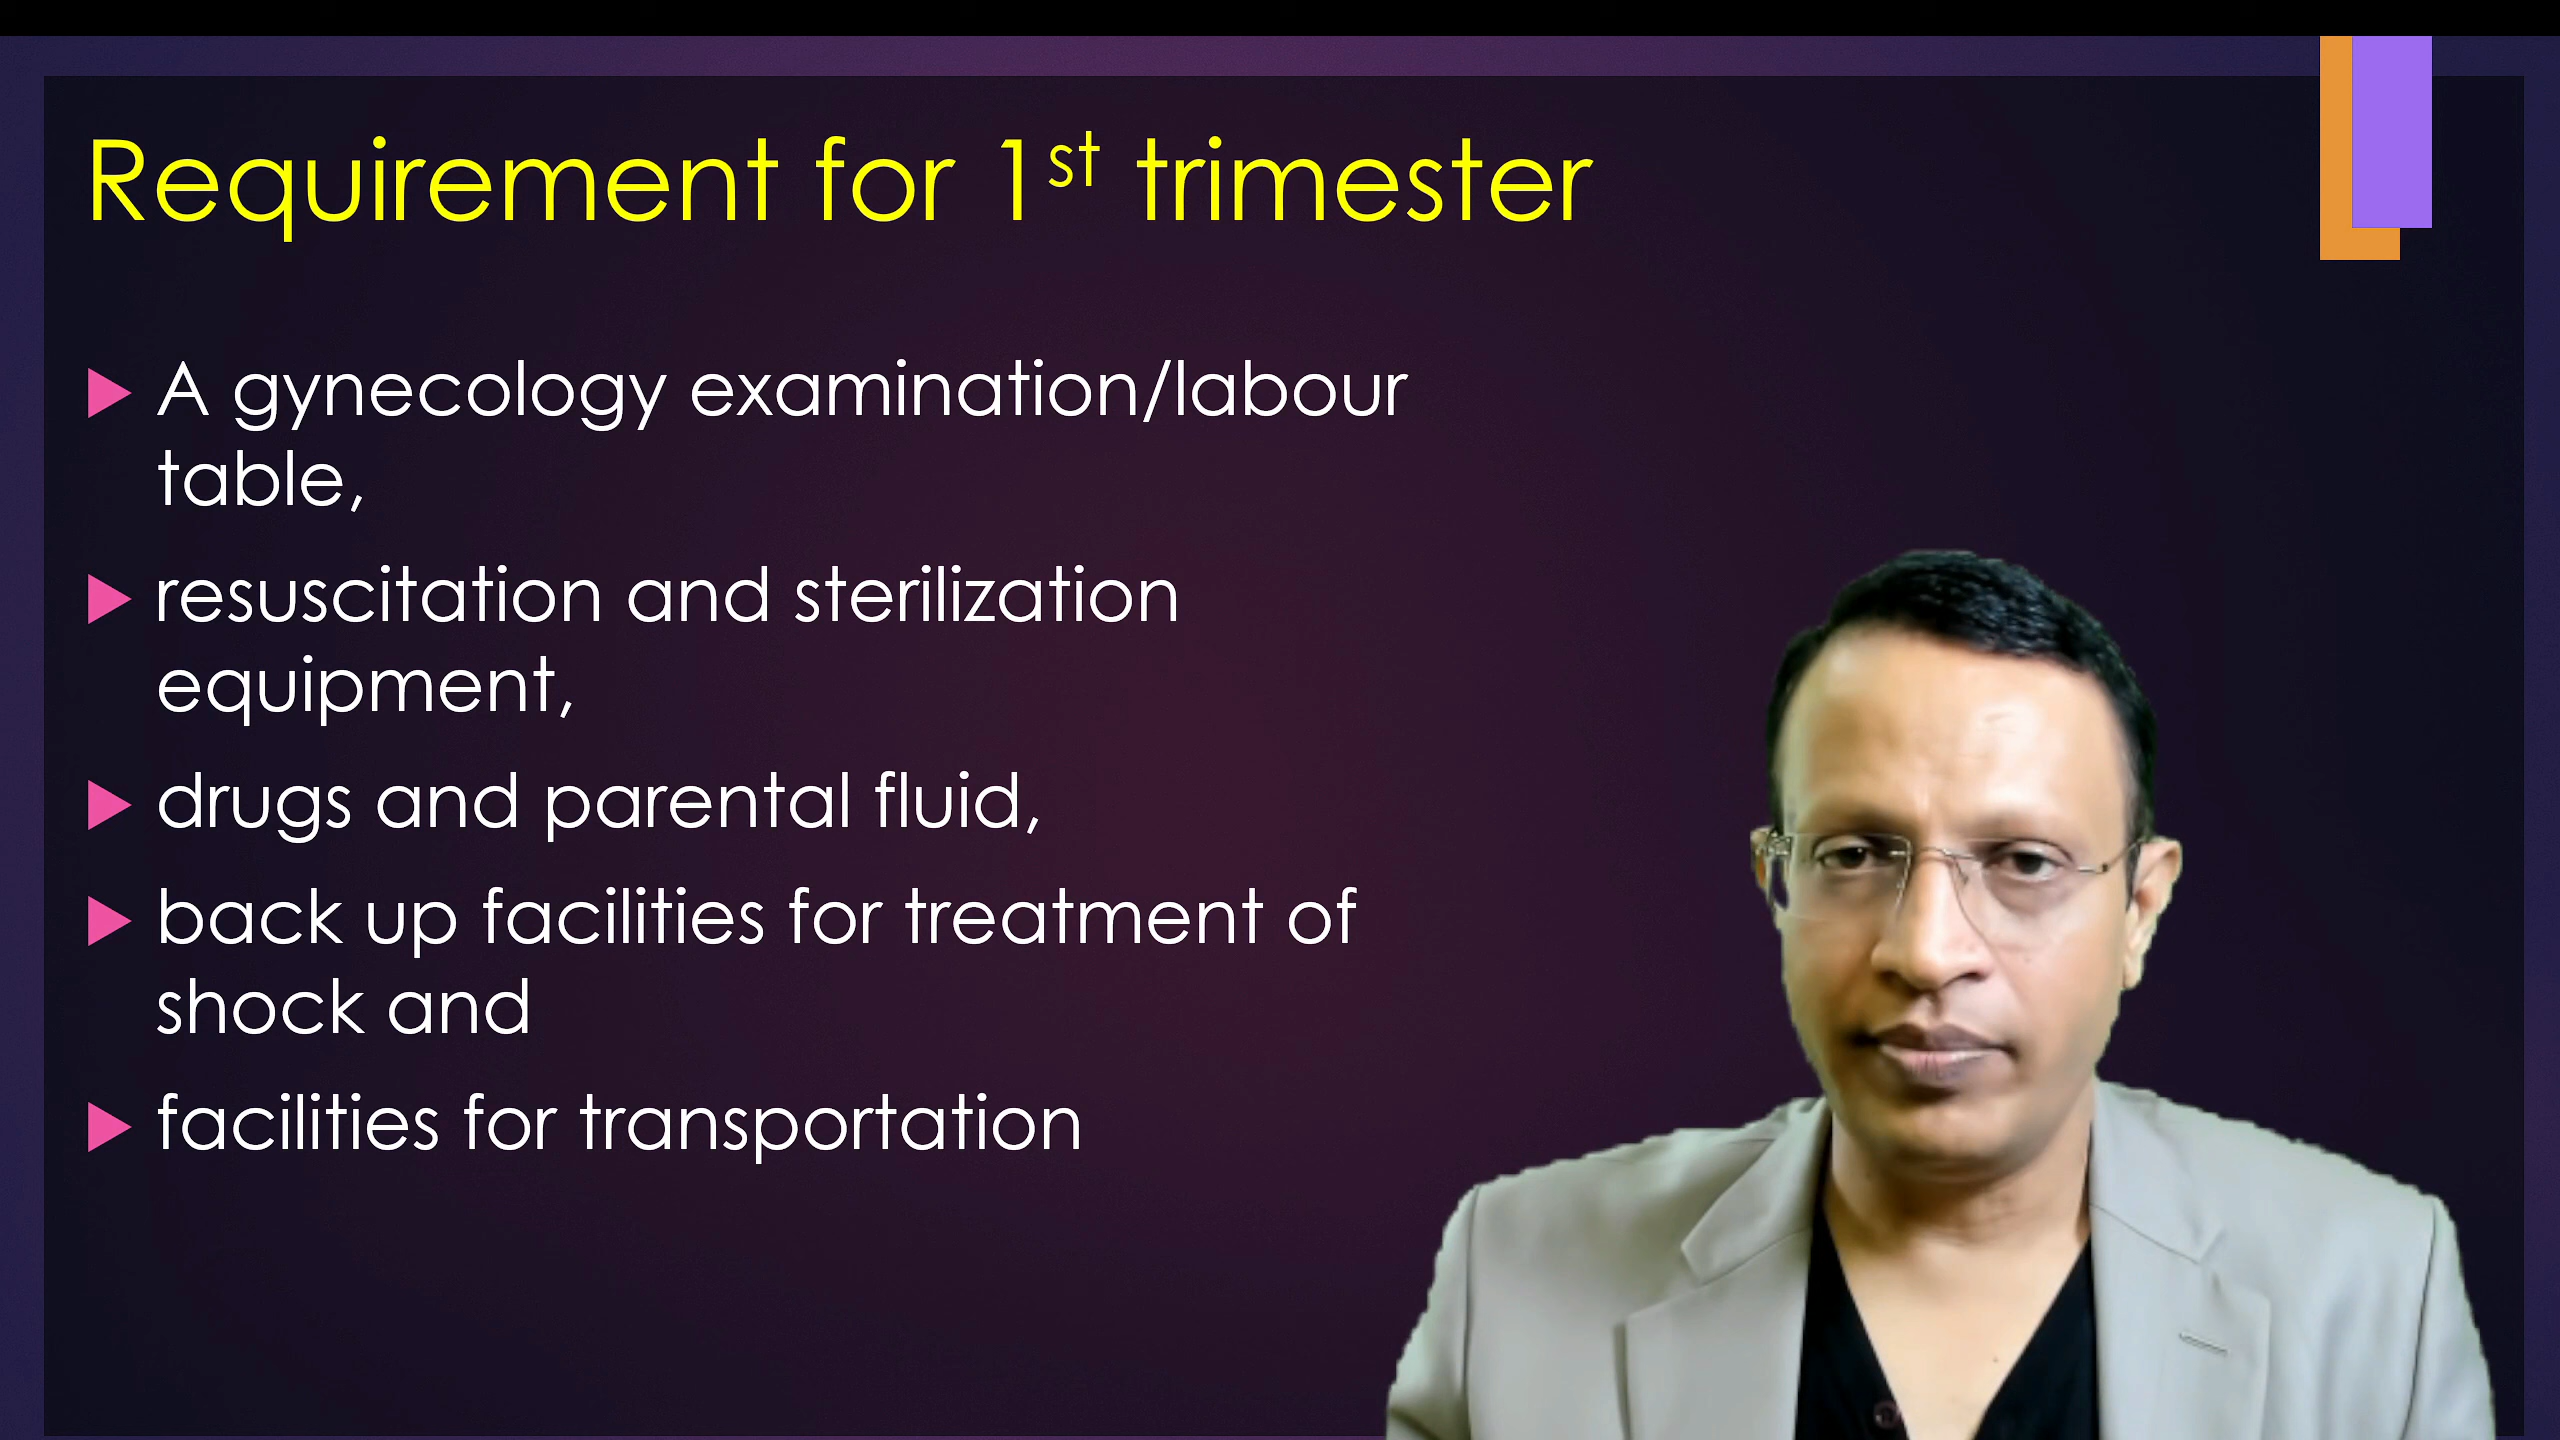 Requirement for 1st trimester
A gynecology examination/labour
table,
resuscitation and sterilization
equipment,
drugs and parental fluid,
back up facilities for treatment of
shock and
facilities for transportation